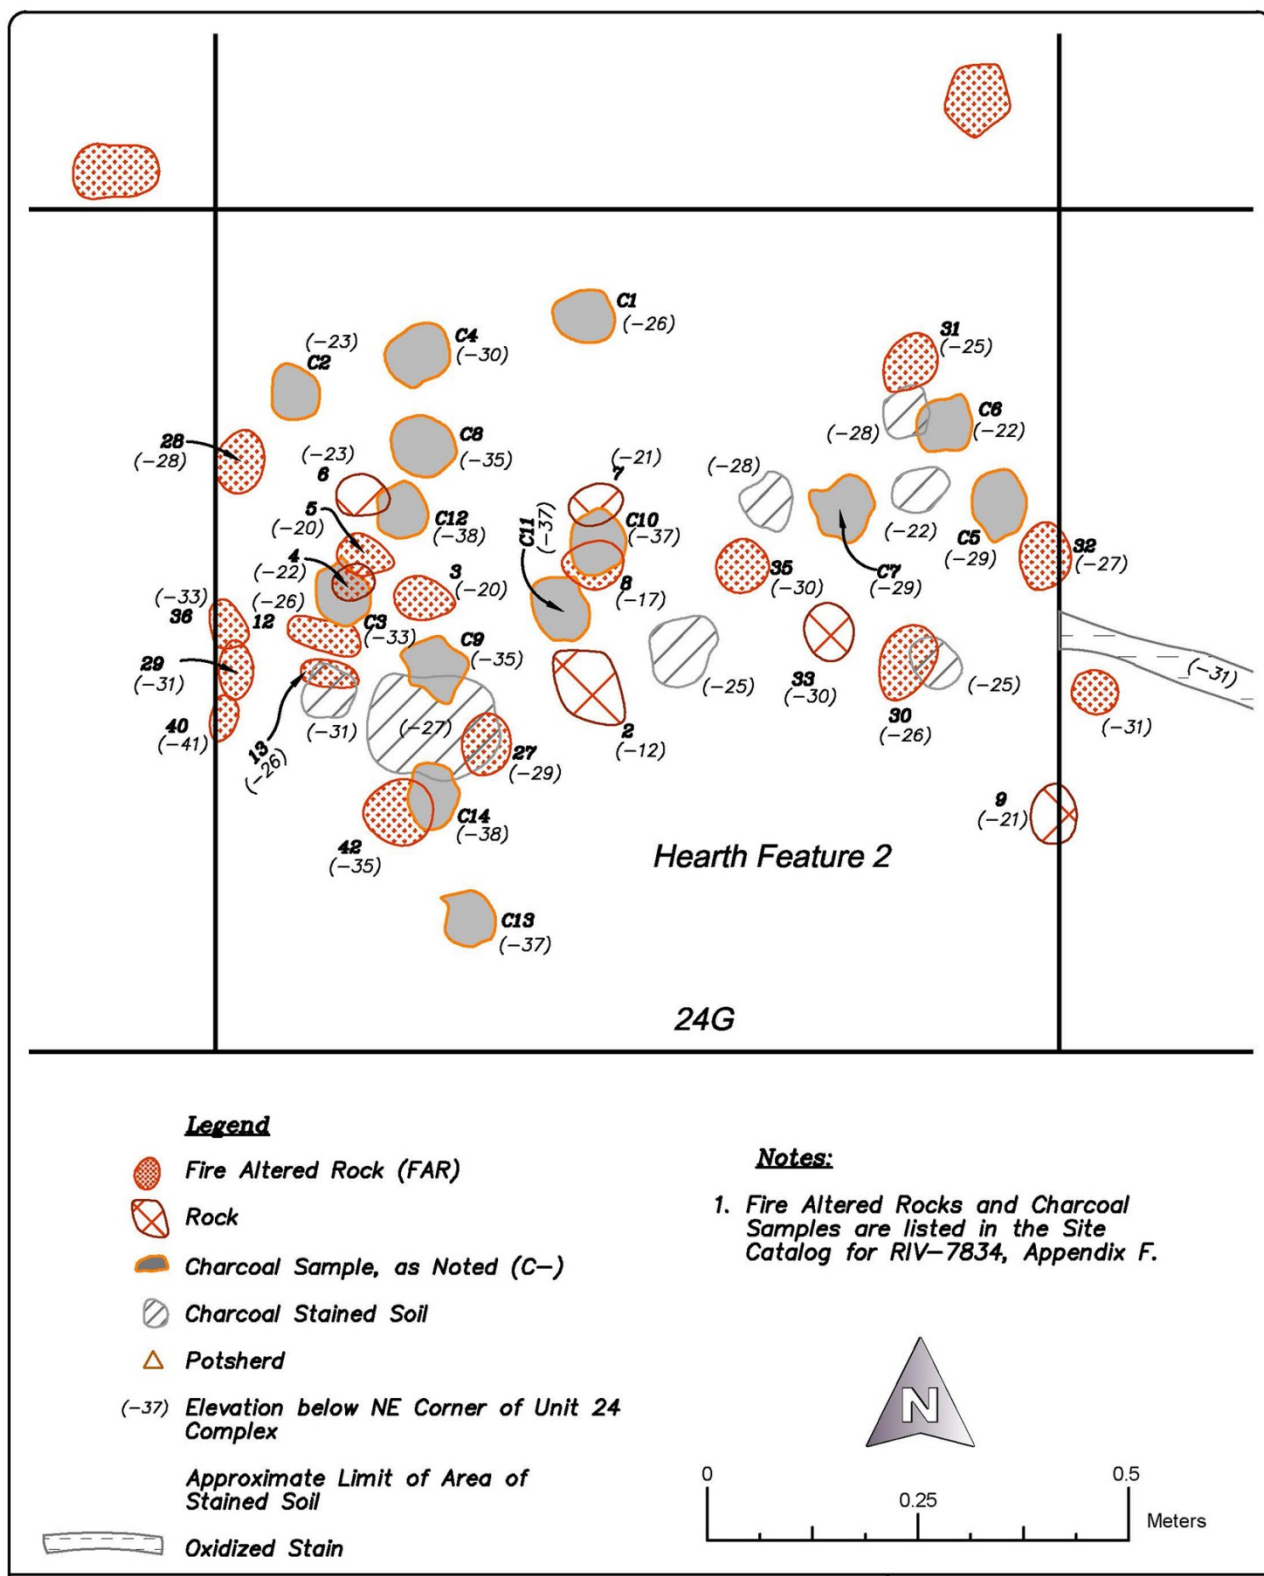 C1
(-26)
C4
(-30)
(-23)
C2
31
(-25)
C6
(-22)
(-28)
C8
(-35)
28
(-28)
(-23)
6
(-21)
7
(-28)
(-22)
C5
(-29)
C12
(-38)
C11
(-37)
C10
(-37)
5
(-20)
4
(-22)
3
(-20)
8
(-17)
35
(-30)
C7
(-29)
32
(-27)
(-33)
36
(-26)
12
C3
(-33)
C9
(-35)
(-25)
33
(-30)
(-25)
(-31)
29
(-31)
(-31)
30
(-26)
(-31)
40
(-41)
13
(-26)
(-27)
2
(-12)
27
(-29)
9
(-21)
C14
(-38)
42
(-35)
Hearth Feature 2
C13
(-37)
24G
Legend
Fire Altered Rock (FAR)
Rock
Charcoal Sample, as Noted (C-)
Charcoal Stained Soil
Potsherd
(-37) Elevation below NE Corner of Unit 24
Complex
Approximate Limit of Area of
Stained Soil
Oxidized Stain
Notes:
1. Fire Altered Rocks and Charcoal
Samples are listed in the Site
Catalog for RIV-7834, Appendix F.
N
0
0.25
0.5
Meters